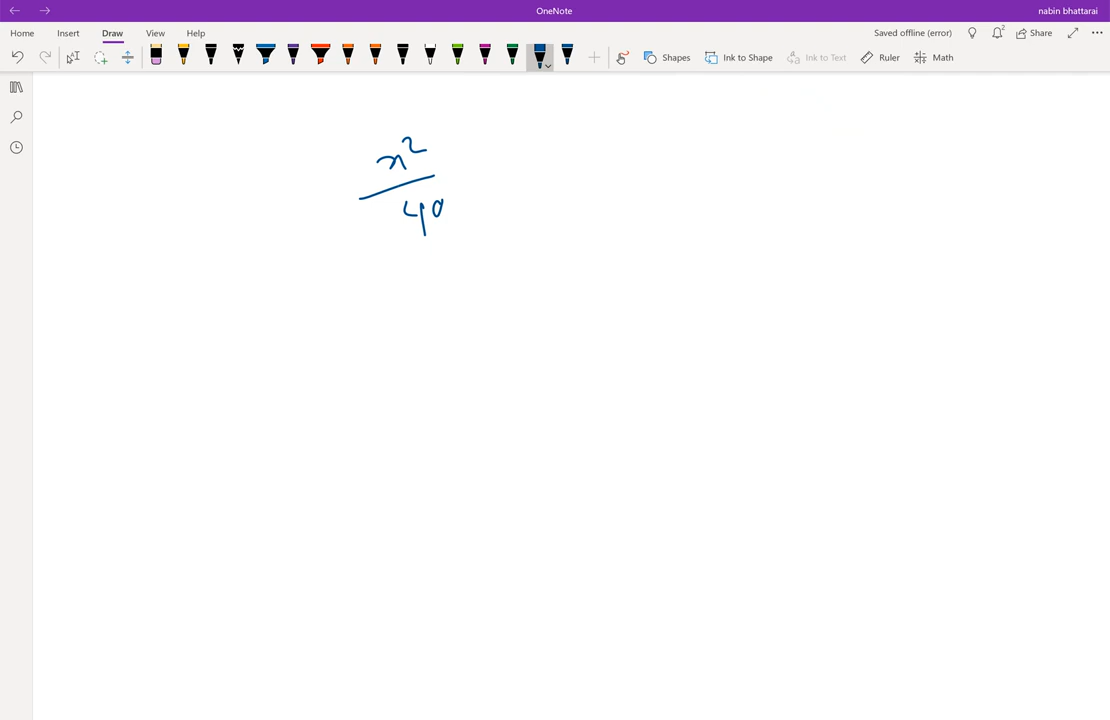 OneNote
nabin bhattarai
Home Insert Draw View Help
Saved offline (error)
2
Share
Shapes Ink to Shape Ink to Text Ruler Math
x²
40